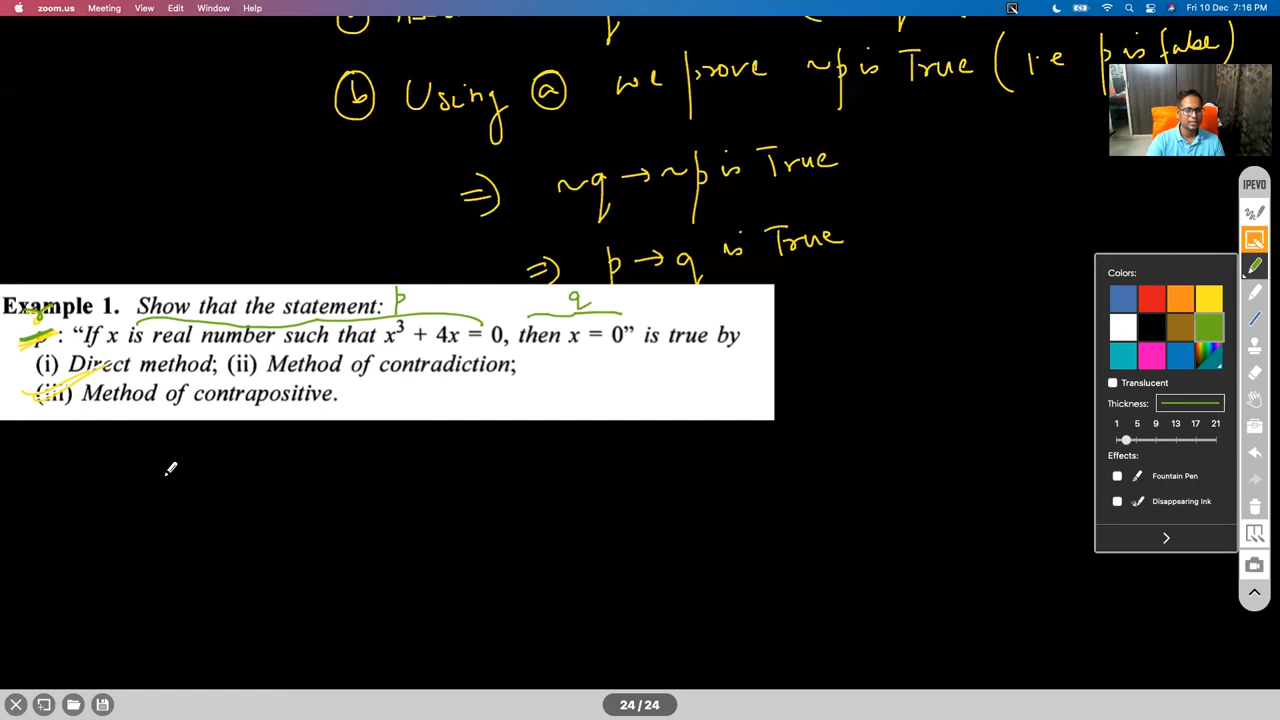 zoom.us Meeting View Edit Window Help Fri 10 Dec 7:16 PM
(b) Using (a) we prove ~p is True (i.e p is false)
=> ~q → ~p is True
=> p → q is True
p q
Example 1. Show that the statement:
: “If x is real number such that x³ + 4x = 0, then x = 0” is true by
(i) Direct method; (ii) Method of contradiction;
(iii) Method of contrapositive.
IPEVO
Colors:
Translucent
Thickness:
1 5 9 13 17 21
Effects:
Fountain Pen
Disappearing Ink
24 / 24